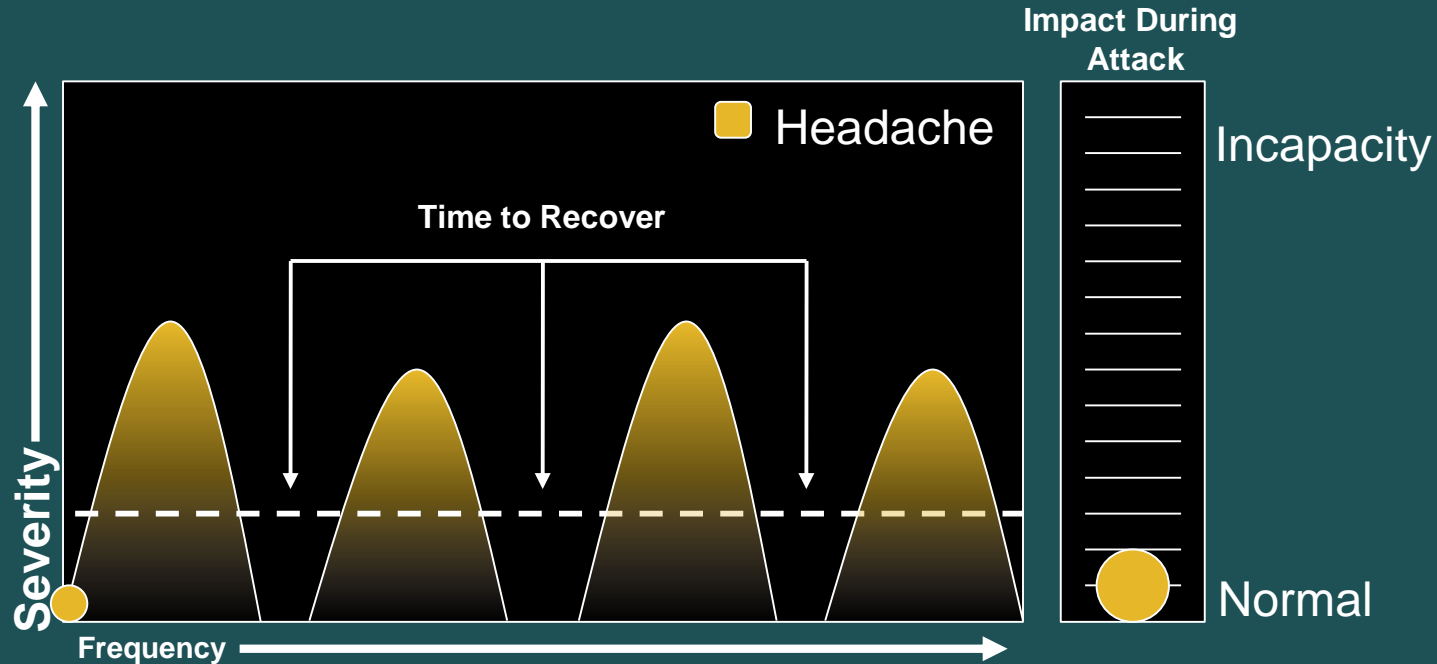 Impact During
Attack
Headache
Incapacity
Time to Recover
Severity
Normal
Frequency